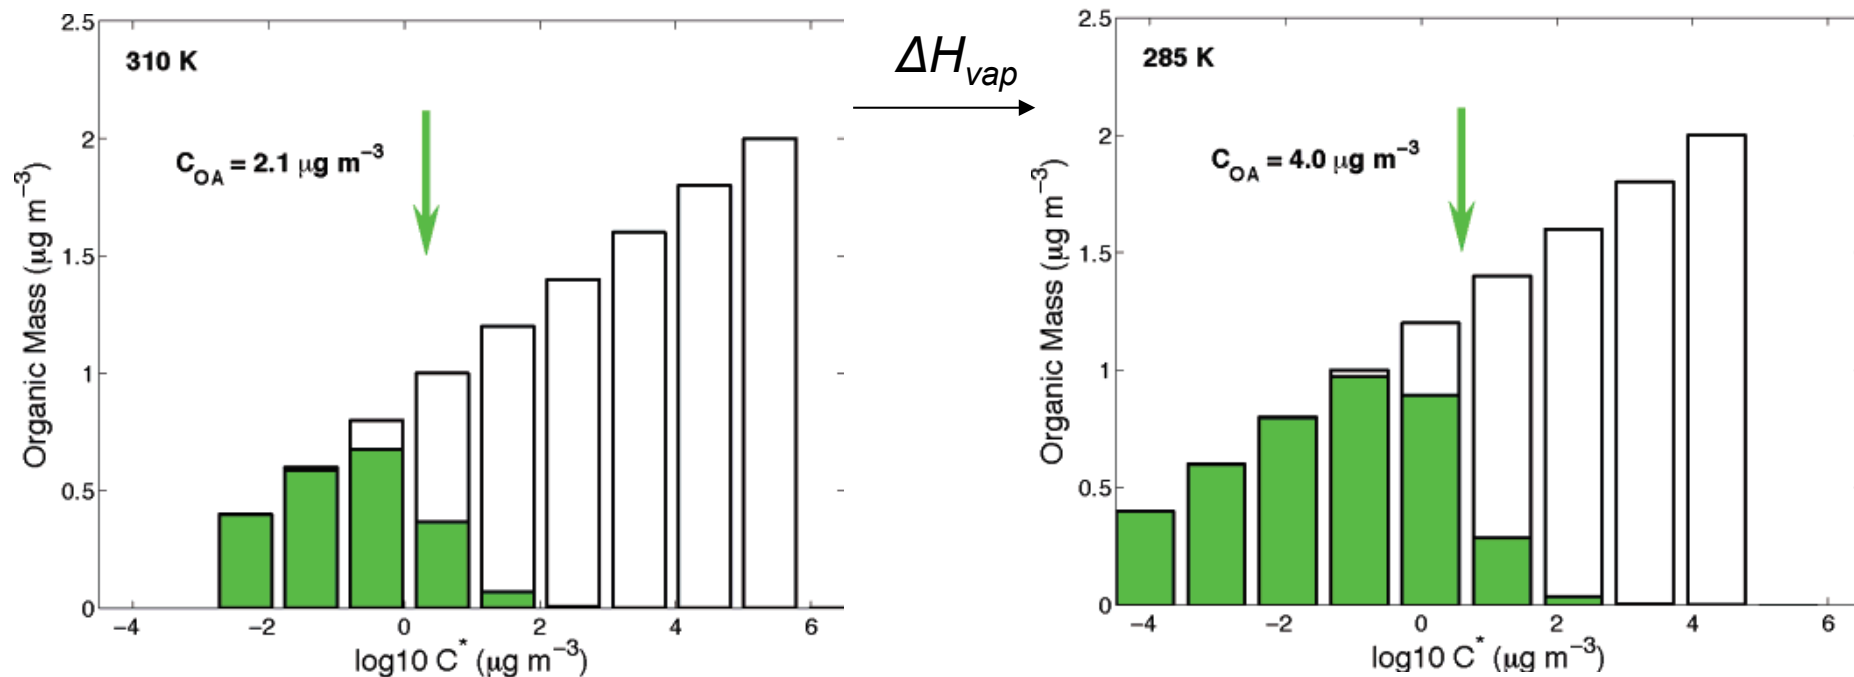 2.5
310 K
2
C_OA = 2.1 μg m⁻³
1.5
1
0.5
0
Organic Mass (μg m⁻³)
−4 −2 0 2 4 6
log10 C* (μg m⁻³)
ΔH_vap
2.5
285 K
2
C_OA = 4.0 μg m⁻³
1.5
1
0.5
0
Organic Mass (μg m⁻³)
−4 −2 0 2 4 6
log10 C* (μg m⁻³)